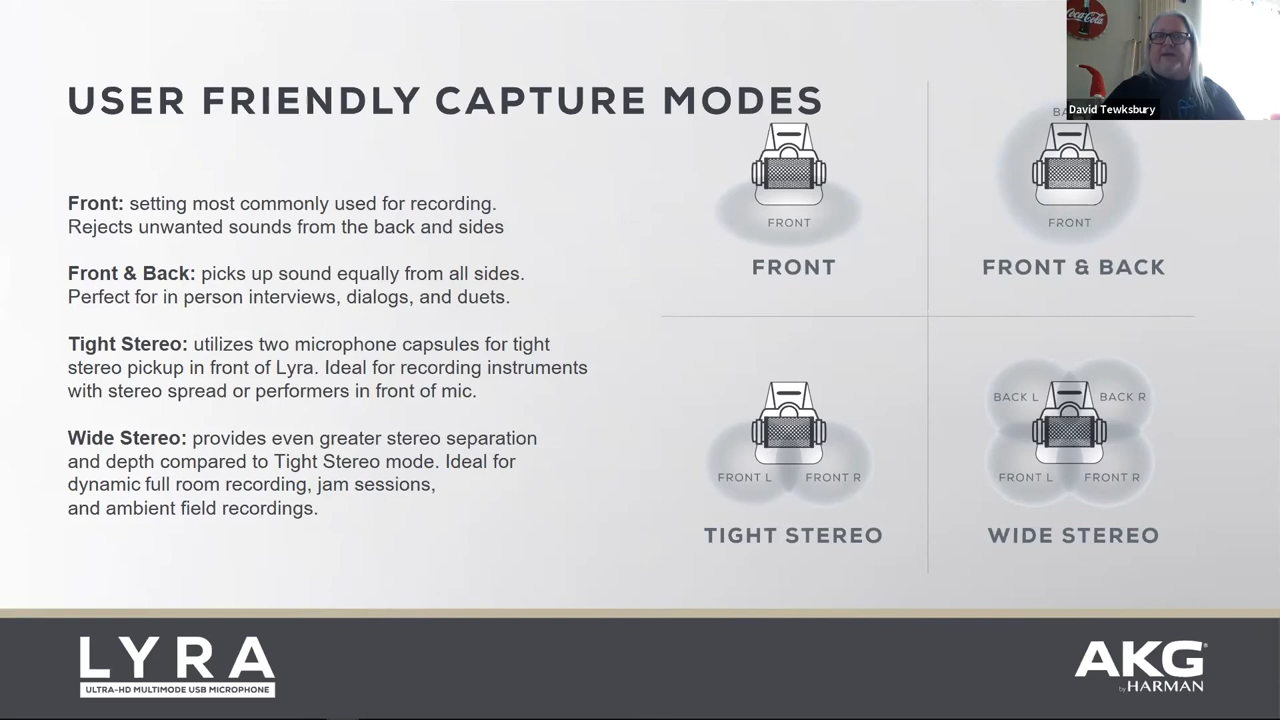 Coca-Cola
David Tewksbury
USER FRIENDLY CAPTURE MODES
Front: setting most commonly used for recording.
Rejects unwanted sounds from the back and sides
Front & Back: picks up sound equally from all sides.
Perfect for in person interviews, dialogs, and duets.
Tight Stereo: utilizes two microphone capsules for tight
stereo pickup in front of Lyra. Ideal for recording instruments
with stereo spread or performers in front of mic.
Wide Stereo: provides even greater stereo separation
and depth compared to Tight Stereo mode. Ideal for
dynamic full room recording, jam sessions,
and ambient field recordings.
FRONT
FRONT
FRONT
FRONT & BACK
FRONT L FRONT R
TIGHT STEREO
BACK L BACK R
FRONT L FRONT R
WIDE STEREO
LYRA
ULTRA-HD MULTIMODE USB MICROPHONE
AKG®
by HARMAN